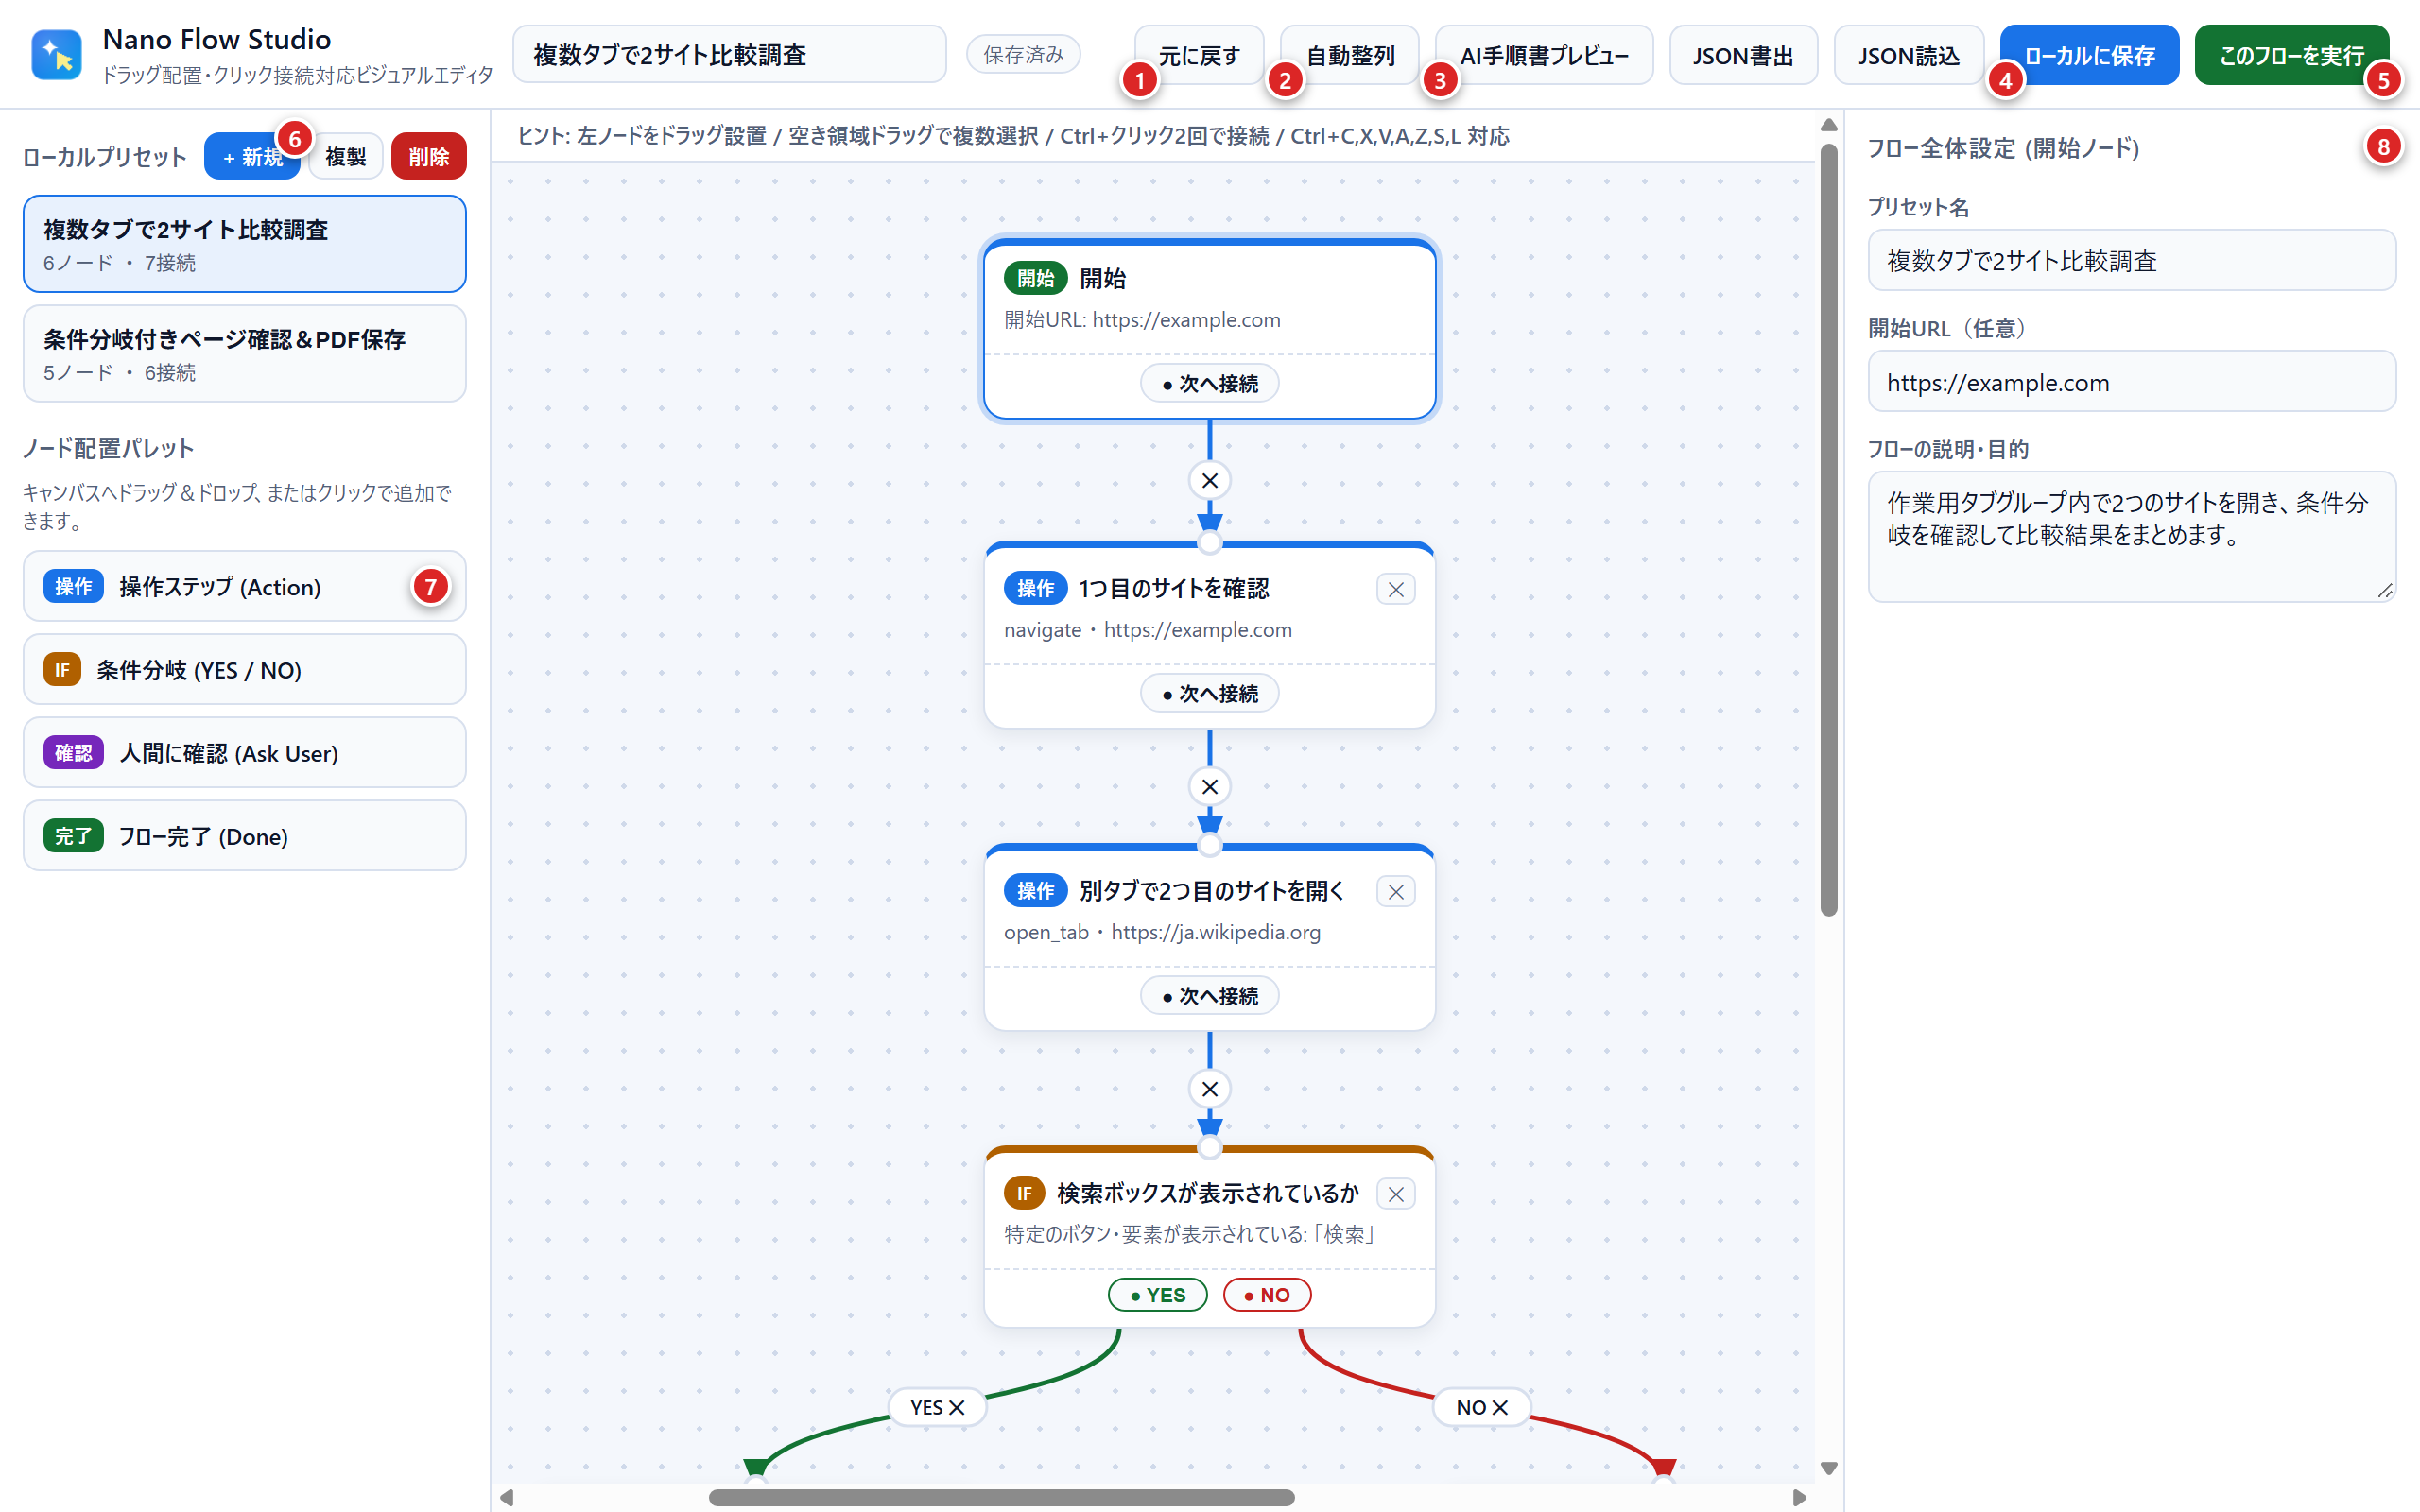 Nano Flow Studio
ドラッグ配置・クリック接続対応ビジュアルエディタ
複数タブで2サイト比較調査
保存済み
元に戻す
1
自動整列
2
AI手順書プレビュー
3
JSON書出
JSON読込
ローカルに保存
4
このフローを実行
5
ローカルプリセット
+ 新規
6
複製
削除
複数タブで2サイト比較調査
6ノード ・ 7接続
条件分岐付きページ確認＆PDF保存
5ノード ・ 6接続
ノード配置パレット
キャンバスへドラッグ＆ドロップ、またはクリックで追加で
きます。
操作 操作ステップ (Action)
7
IF 条件分岐 (YES / NO)
確認 人間に確認 (Ask User)
完了 フロー完了 (Done)
ヒント: 左ノードをドラッグ設置 / 空き領域ドラッグで複数選択 / Ctrl+クリック2回で接続 / Ctrl+C,X,V,A,Z,S,L 対応
開始 開始
開始URL: https://example.com
● 次へ接続
×
操作 1つ目のサイトを確認 ×
navigate・https://example.com
● 次へ接続
×
操作 別タブで2つ目のサイトを開く ×
open_tab・https://ja.wikipedia.org
● 次へ接続
×
IF 検索ボックスが表示されているか ×
特定のボタン・要素が表示されている: 「検索」
● YES ● NO
YES × NO ×
フロー全体設定 (開始ノード)
8
プリセット名
複数タブで2サイト比較調査
開始URL（任意）
https://example.com
フローの説明・目的
作業用タブグループ内で2つのサイトを開き、条件分
岐を確認して比較結果をまとめます。